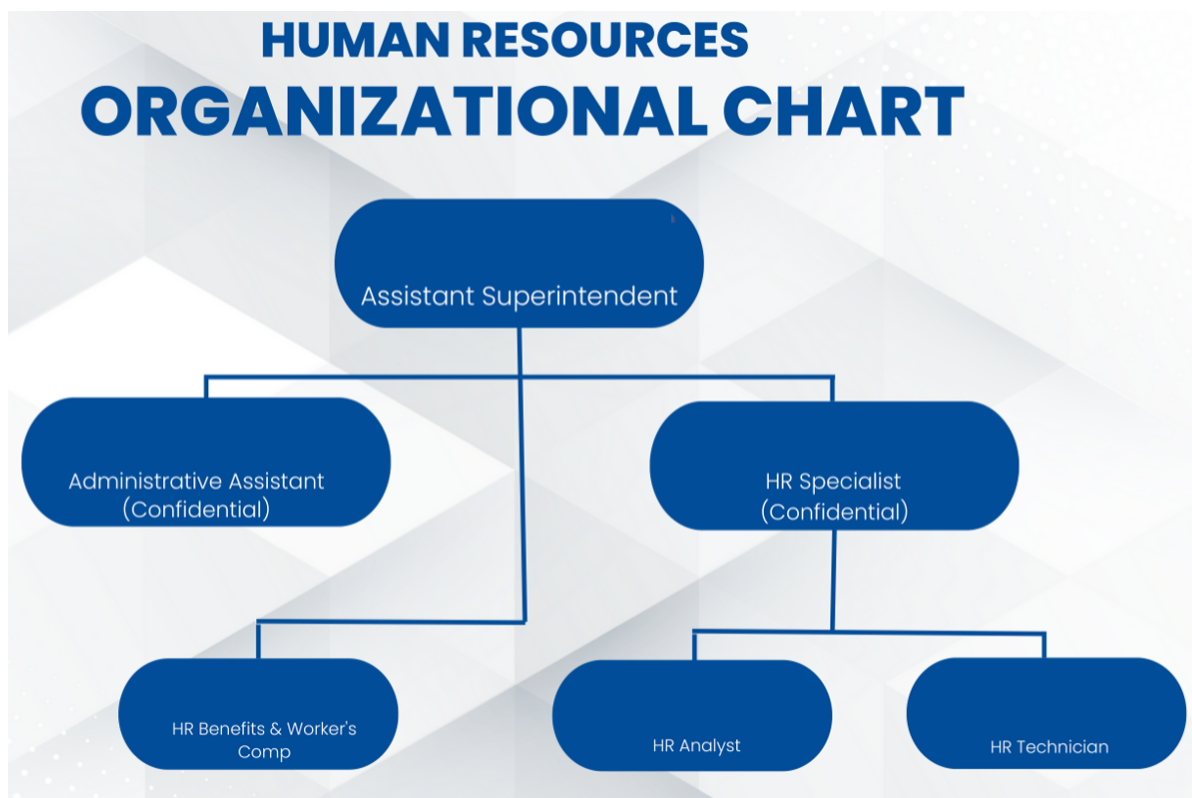 HUMAN RESOURCES
ORGANIZATIONAL CHART
Assistant Superintendent
Administrative Assistant
(Confidential)
HR Specialist
(Confidential)
HR Benefits & Worker's
Comp
HR Analyst
HR Technician